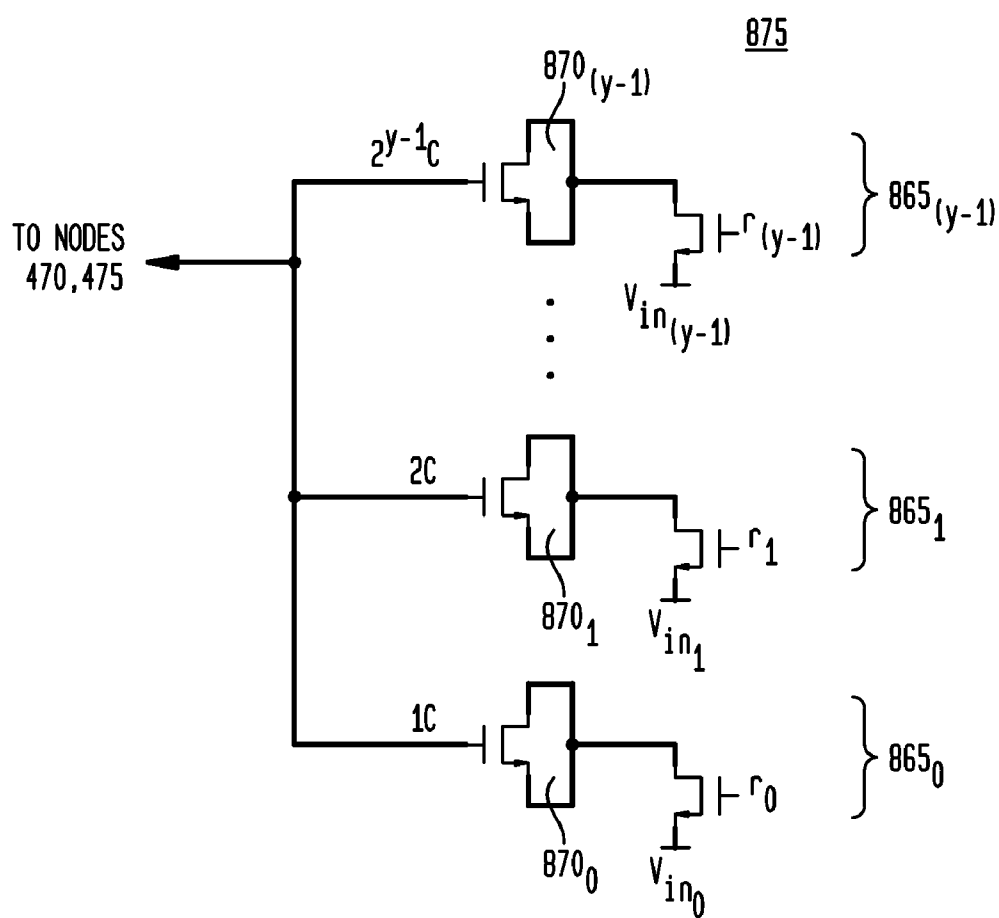 875
870(y-1)
2^y-1C
TO NODES
470,475
r(y-1)
865(y-1)
Vin(y-1)
2C
r1
8651
8701
Vin1
1C
r0
8650
8700
Vin0